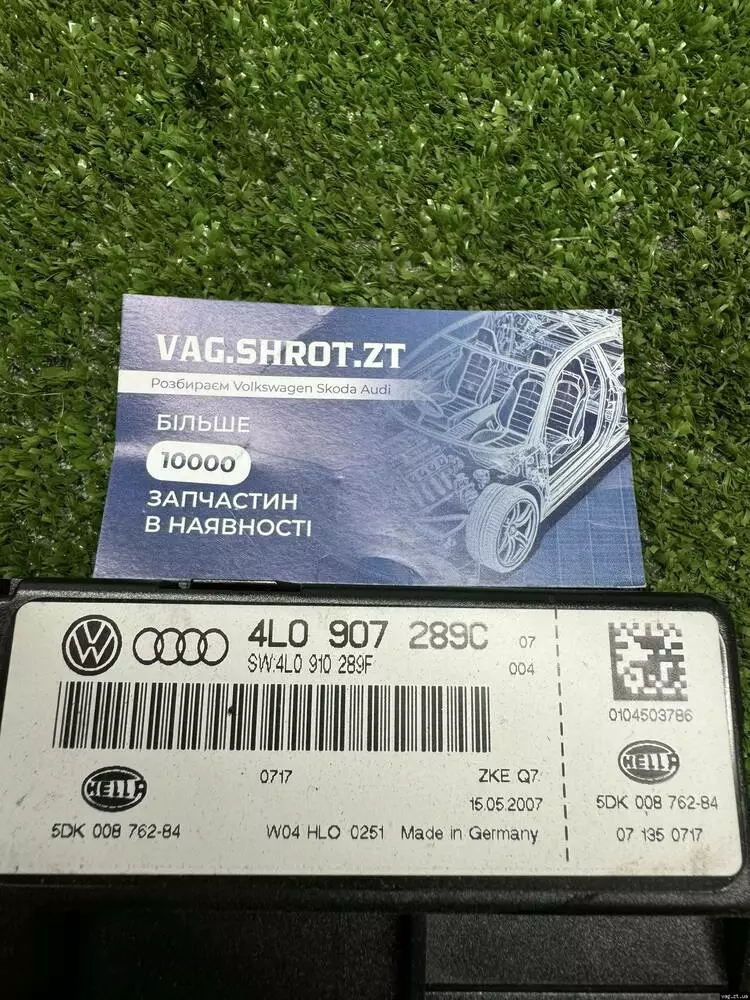 VAG.SHROT.ZT
Розбираєм Volkswagen Skoda Audi
БІЛЬШЕ
10000
ЗАПЧАСТИН
В НАЯВНОСТІ
4L0 907 289C 07
SW:4L0 910 289F 004
0104503786
0717 ZKE Q7
HELLA
15.05.2007
5DK 008 762-84 W04 HLO 0251 Made in Germany
HELLA
5DK 008 762-84
07 135 0717
vag.zt.ua